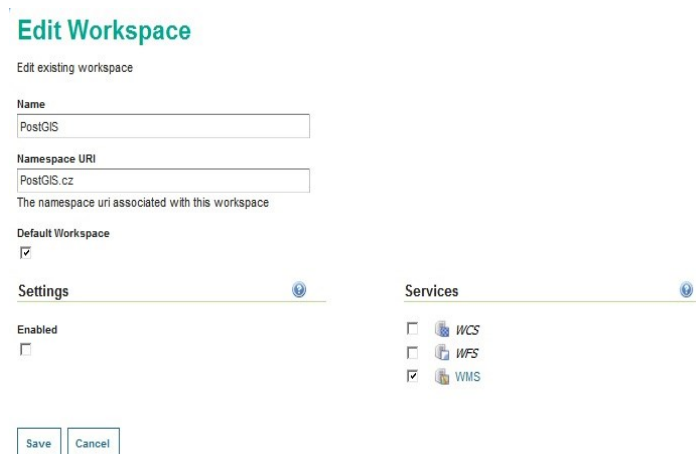 Edit Workspace
Edit existing workspace
Name
PostGIS
Namespace URI
PostGIS.cz
The namespace uri associated with this workspace
Default Workspace
Settings
Services
Enabled
WCS
WFS
WMS
Save Cancel